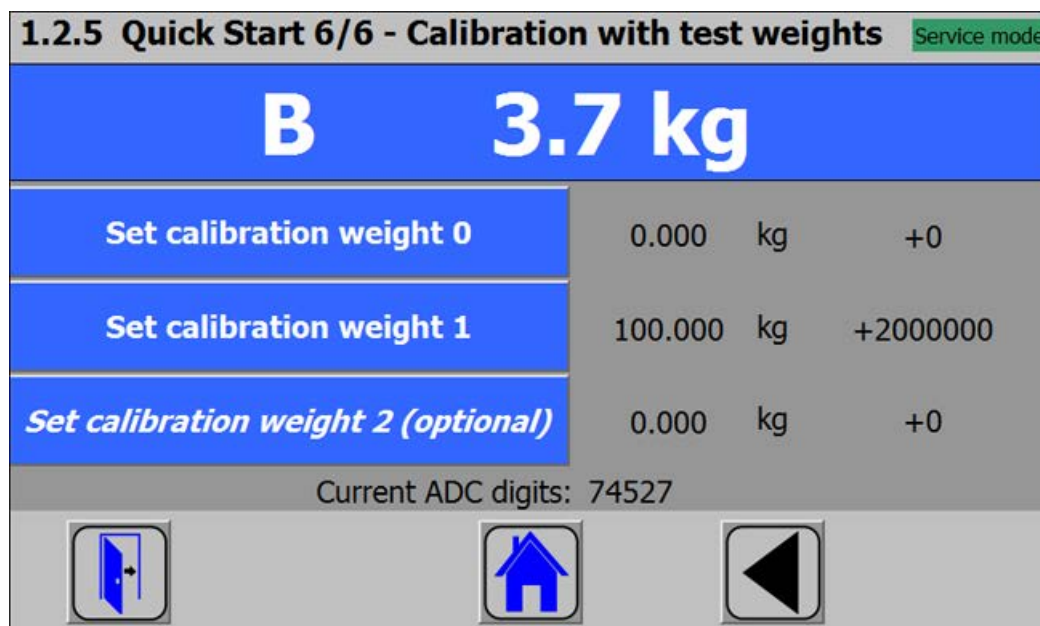 1.2.5 Quick Start 6/6 - Calibration with test weights Service mode
B 3.7 kg
Set calibration weight 0 0.000 kg +0
Set calibration weight 1 100.000 kg +2000000
Set calibration weight 2 (optional) 0.000 kg +0
Current ADC digits: 74527